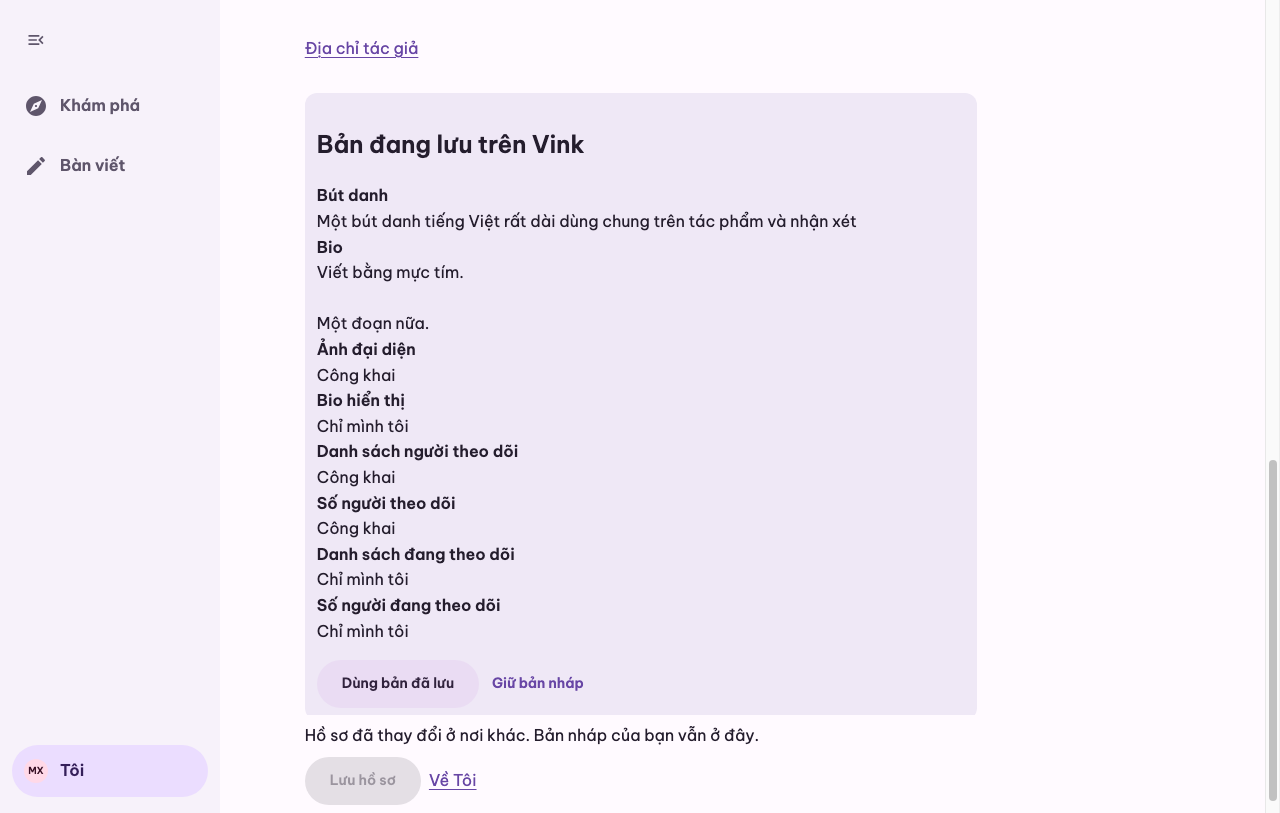 Địa chỉ tác giả
Khám phá
Bàn viết
Bản đang lưu trên Vink
Bút danh
Một bút danh tiếng Việt rất dài dùng chung trên tác phẩm và nhận xét
Bio
Viết bằng mực tím.
Một đoạn nữa.
Ảnh đại diện
Công khai
Bio hiển thị
Chỉ mình tôi
Danh sách người theo dõi
Công khai
Số người theo dõi
Công khai
Danh sách đang theo dõi
Chỉ mình tôi
Số người đang theo dõi
Chỉ mình tôi
Dùng bản đã lưu
Giữ bản nháp
Hồ sơ đã thay đổi ở nơi khác. Bản nháp của bạn vẫn ở đây.
MX
Tôi
Lưu hồ sơ
Về Tôi